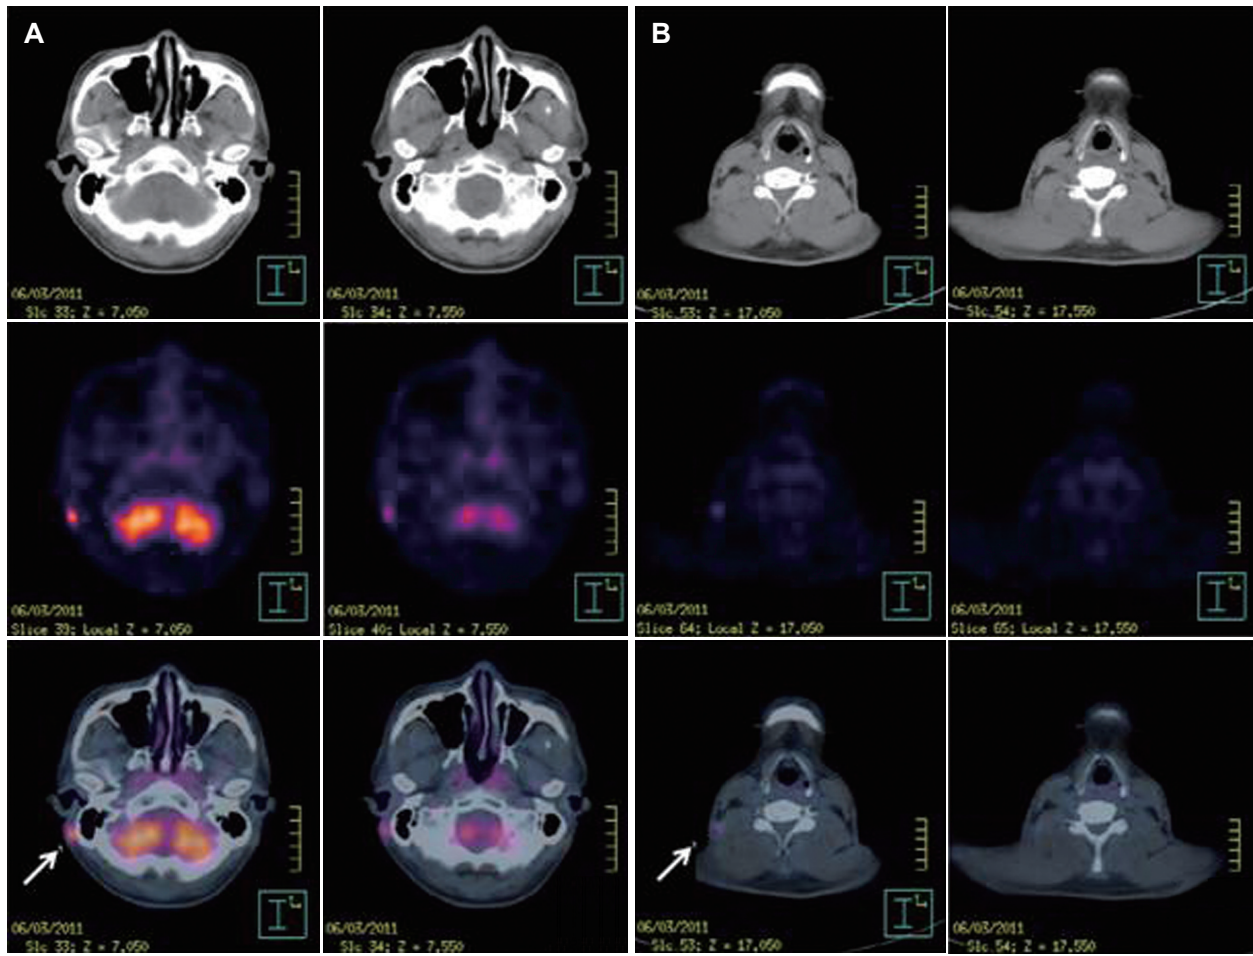 A
B
06/03/2011
Slc 33; Z = 7.050
06/03/2011
Slc 34; Z = 7.550
06/03/2011
Slc 53; Z = 17.050
06/03/2011
Slc 54; Z = 17.550
06/03/2011
Slice 39; Local Z = 7.050
06/03/2011
Slice 40; Local Z = 7.550
06/03/2011
Slice 64; Local Z = 17.050
06/03/2011
Slice 65; Local Z = 17.550
06/03/2011
Slc 33; Z = 7.050
06/03/2011
Slc 34; Z = 7.550
06/03/2011
Slc 53; Z = 17.050
06/03/2011
Slc 54; Z = 17.550